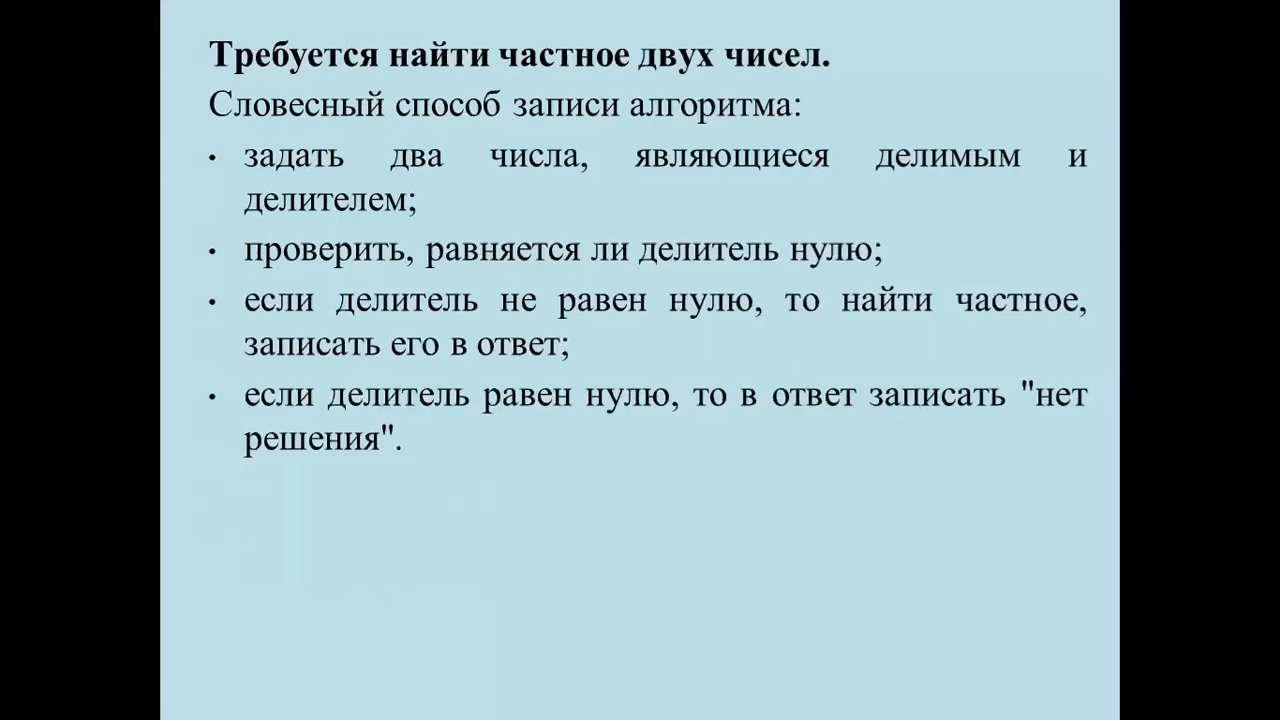 Требуется найти частное двух чисел.
Словесный способ записи алгоритма:
• задать два числа, являющиеся делимым и
делителем;
• проверить, равняется ли делитель нулю;
• если делитель не равен нулю, то найти частное,
записать его в ответ;
• если делитель равен нулю, то в ответ записать "нет
решения".